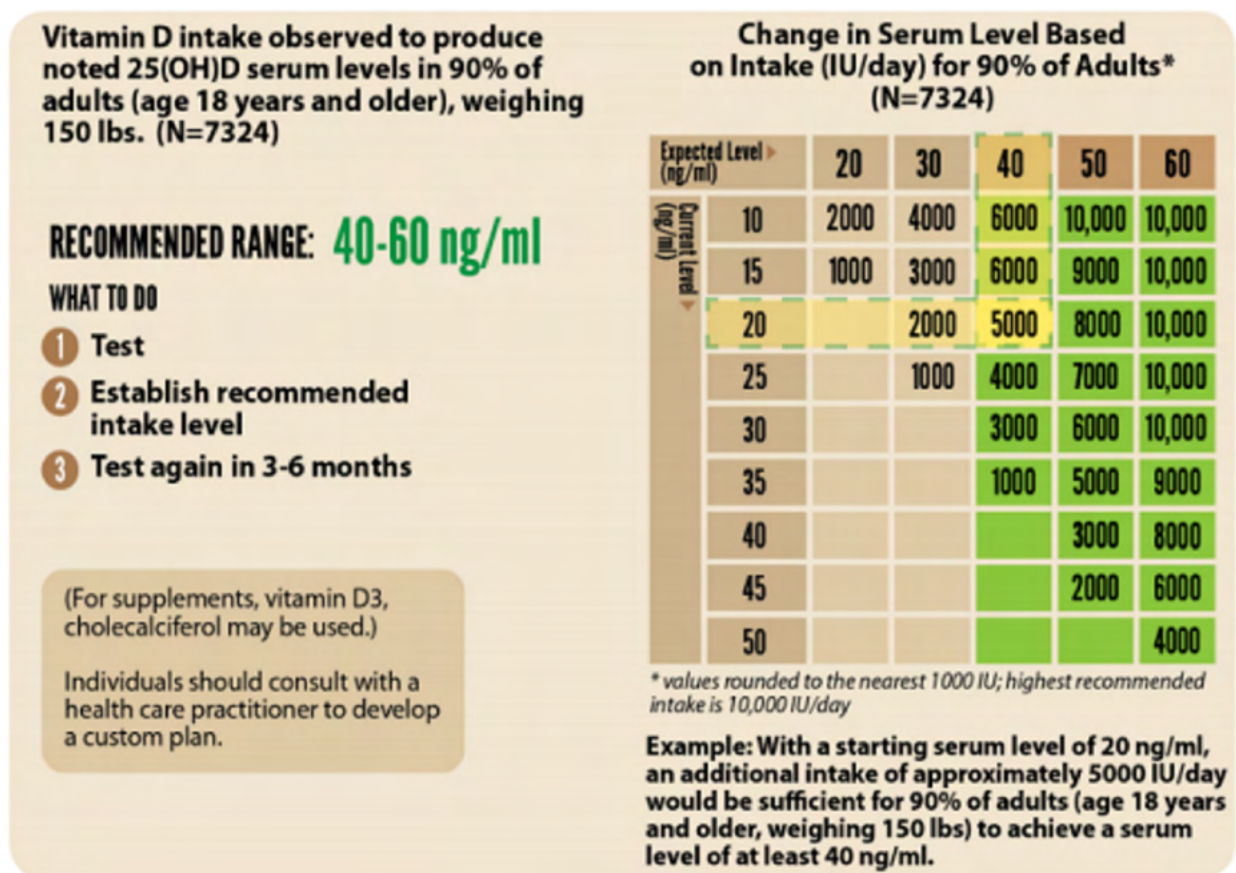 Vitamin D intake observed to produce
noted 25(OH)D serum levels in 90% of
adults (age 18 years and older), weighing
150 lbs. (N=7324)
RECOMMENDED RANGE: 40-60 ng/ml
WHAT TO DO
1 Test
2 Establish recommended
intake level
3 Test again in 3-6 months
(For supplements, vitamin D3,
cholecalciferol may be used.)
Individuals should consult with a
health care practitioner to develop
a custom plan.
Change in Serum Level Based
on Intake (IU/day) for 90% of Adults*
(N=7324)
Expected Level
(ng/ml) 20 30 40 50 60
Current Level
(ng/ml)
10 2000 4000 6000 10,000 10,000
15 1000 3000 6000 9000 10,000
20 2000 5000 8000 10,000
25 1000 4000 7000 10,000
30 3000 6000 10,000
35 1000 5000 9000
40 3000 8000
45 2000 6000
50 4000
* values rounded to the nearest 1000 IU; highest recommended
intake is 10,000 IU/day
Example: With a starting serum level of 20 ng/ml,
an additional intake of approximately 5000 IU/day
would be sufficient for 90% of adults (age 18 years
and older, weighing 150 lbs) to achieve a serum
level of at least 40 ng/ml.